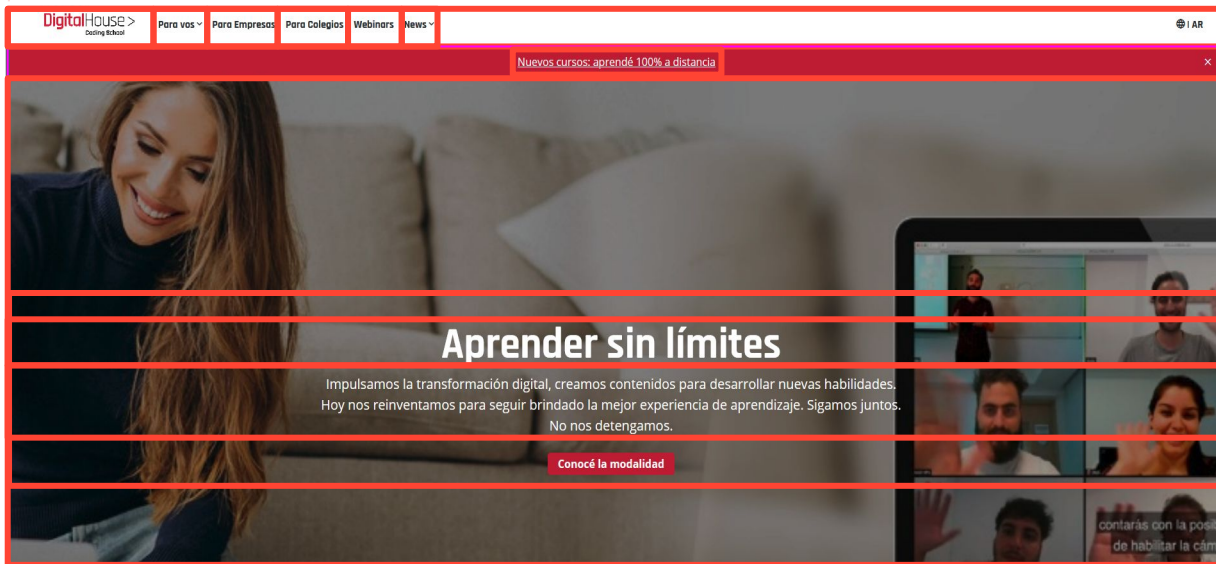 DigitalHouse >
Coding School
Para vos
Para Empresas
Para Colegios
Webinars
News
| AR
Nuevos cursos: aprendé 100% a distancia
×
Aprender sin límites
Impulsamos la transformación digital, creamos contenidos para desarrollar nuevas habilidades.
Hoy nos reinventamos para seguir brindado la mejor experiencia de aprendizaje. Sigamos juntos.
No nos detengamos.
Conocé la modalidad
contarás con la posib
de habilitar la cám